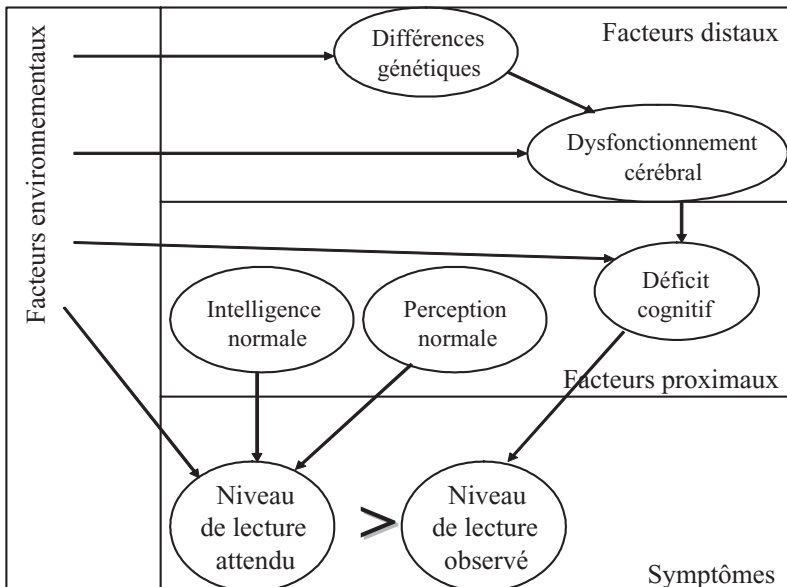 Facteurs environnementaux
Facteurs distaux
Différences
génétiques
Dysfonctionnement
cérébral
Intelligence
normale
Perception
normale
Déficit
cognitif
Facteurs proximaux
Niveau
de lecture
attendu
>
Niveau
de lecture
observé
Symptômes